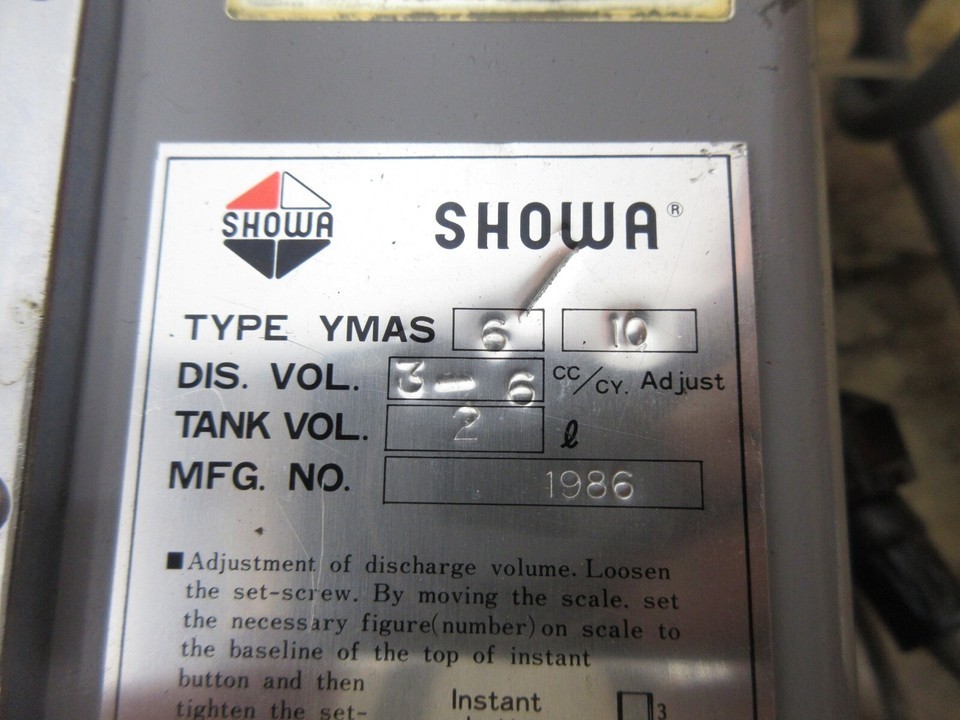 SHOWA SHOWA®
TYPE YMAS 6 10
DIS. VOL. 3-6 CC/CY. Adjust
TANK VOL. 2 ℓ
MFG. NO. 1986
■Adjustment of discharge volume. Loosen
the set-screw. By moving the scale. set
the necessary figure(number) on scale to
the baseline of the top of instant
button and then
tighten the set-
Instant
3